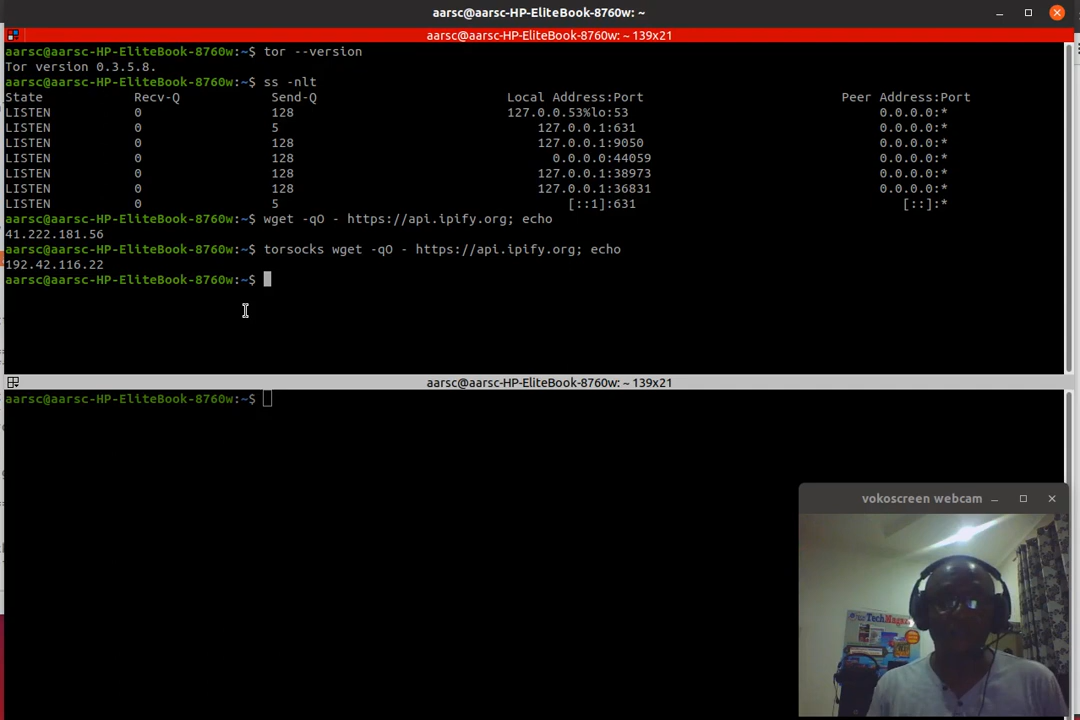 aarsc@aarsc-HP-EliteBook-8760w: ~
aarsc@aarsc-HP-EliteBook-8760w: ~ 139x21
aarsc@aarsc-HP-EliteBook-8760w:~$ tor --version
Tor version 0.3.5.8.
aarsc@aarsc-HP-EliteBook-8760w:~$ ss -nlt
State Recv-Q Send-Q Local Address:Port Peer Address:Port
LISTEN 0 128 127.0.0.53%lo:53 0.0.0.0:*
LISTEN 0 5 127.0.0.1:631 0.0.0.0:*
LISTEN 0 128 127.0.0.1:9050 0.0.0.0:*
LISTEN 0 128 0.0.0.0:44059 0.0.0.0:*
LISTEN 0 128 127.0.0.1:38973 0.0.0.0:*
LISTEN 0 128 127.0.0.1:36831 0.0.0.0:*
LISTEN 0 5 [::1]:631 [::]:*
aarsc@aarsc-HP-EliteBook-8760w:~$ wget -qO - https://api.ipify.org; echo
41.222.181.56
aarsc@aarsc-HP-EliteBook-8760w:~$ torsocks wget -qO - https://api.ipify.org; echo
192.42.116.22
aarsc@aarsc-HP-EliteBook-8760w:~$
aarsc@aarsc-HP-EliteBook-8760w: ~ 139x21
aarsc@aarsc-HP-EliteBook-8760w:~$
vokoscreen webcam
TechMagaz